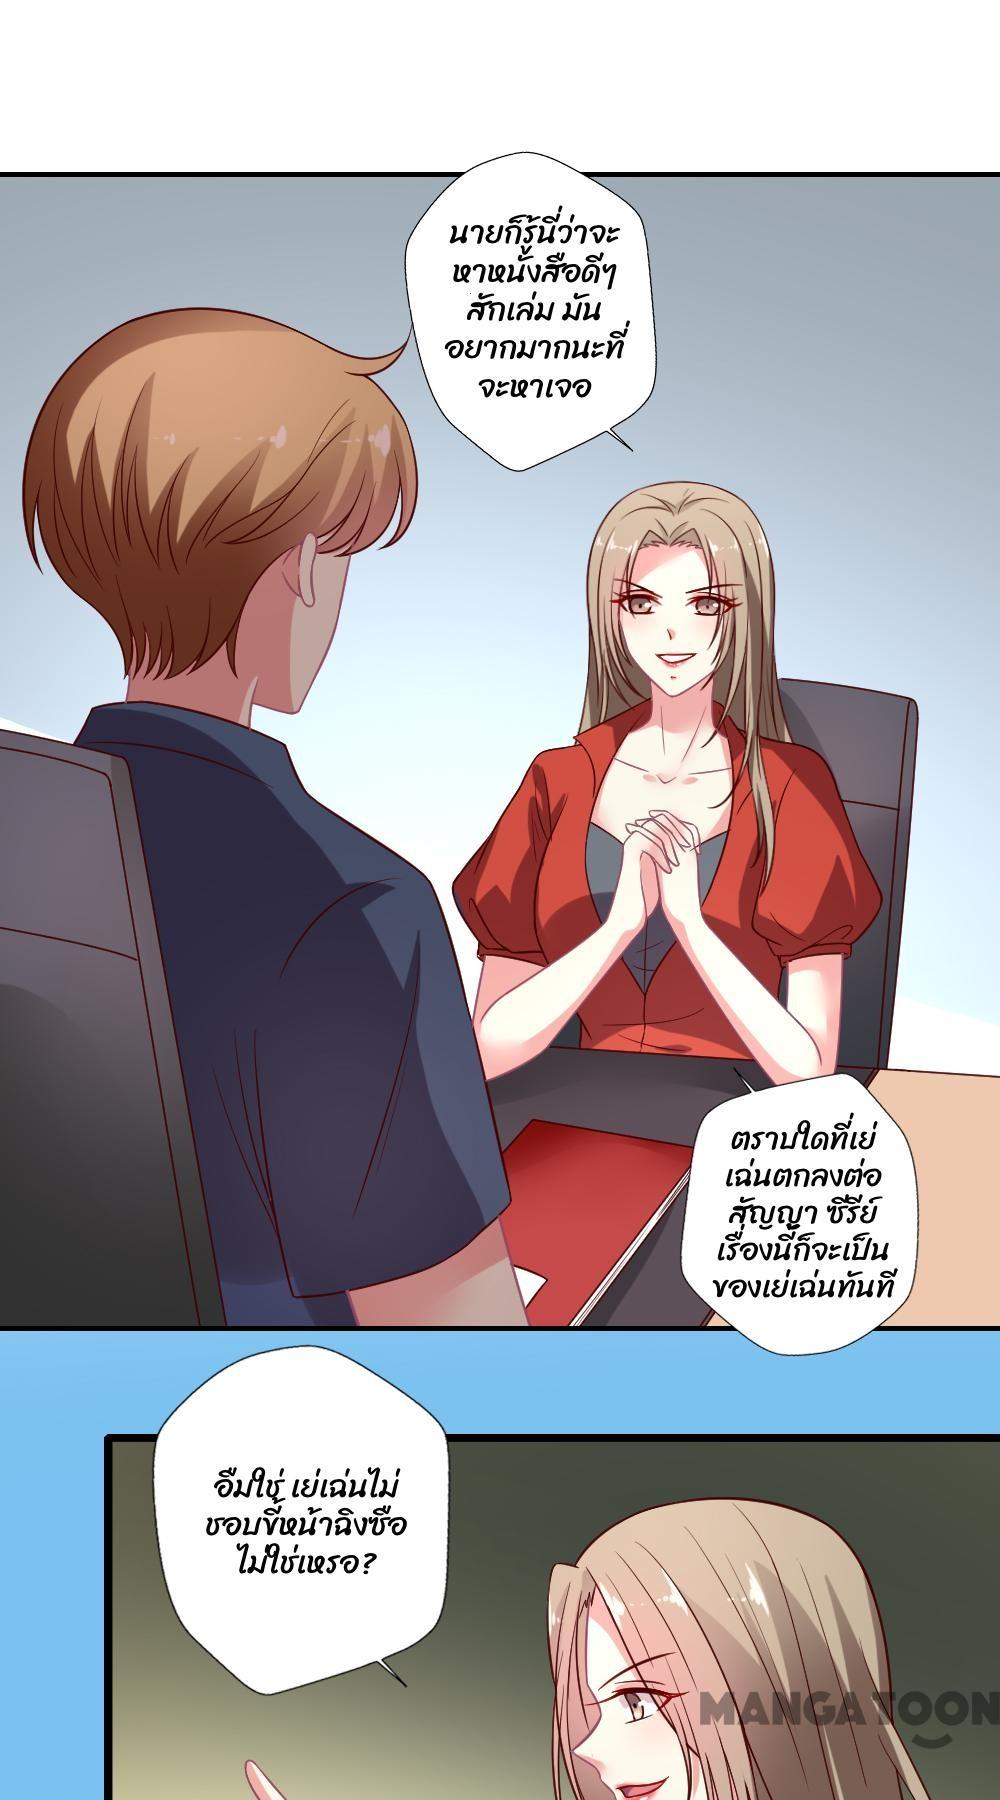 นายก็รู้นี่ว่าจะ
หาหนังสือดีๆ
สักเล่ม มัน
อยากมากนะที่
จะหาเจอ
ตราบใดที่เย่
เฉ่นตกลงต่อ
สัญญา ซีรีย์
เรื่องนี้ก็จะเป็น
ของเย่เฉ่นทันที
อืมใช่ เย่เฉ่นไม่
ชอบขี้หน้าฉิงซือ
ไม่ใช่เหรอ?
MANGATOON